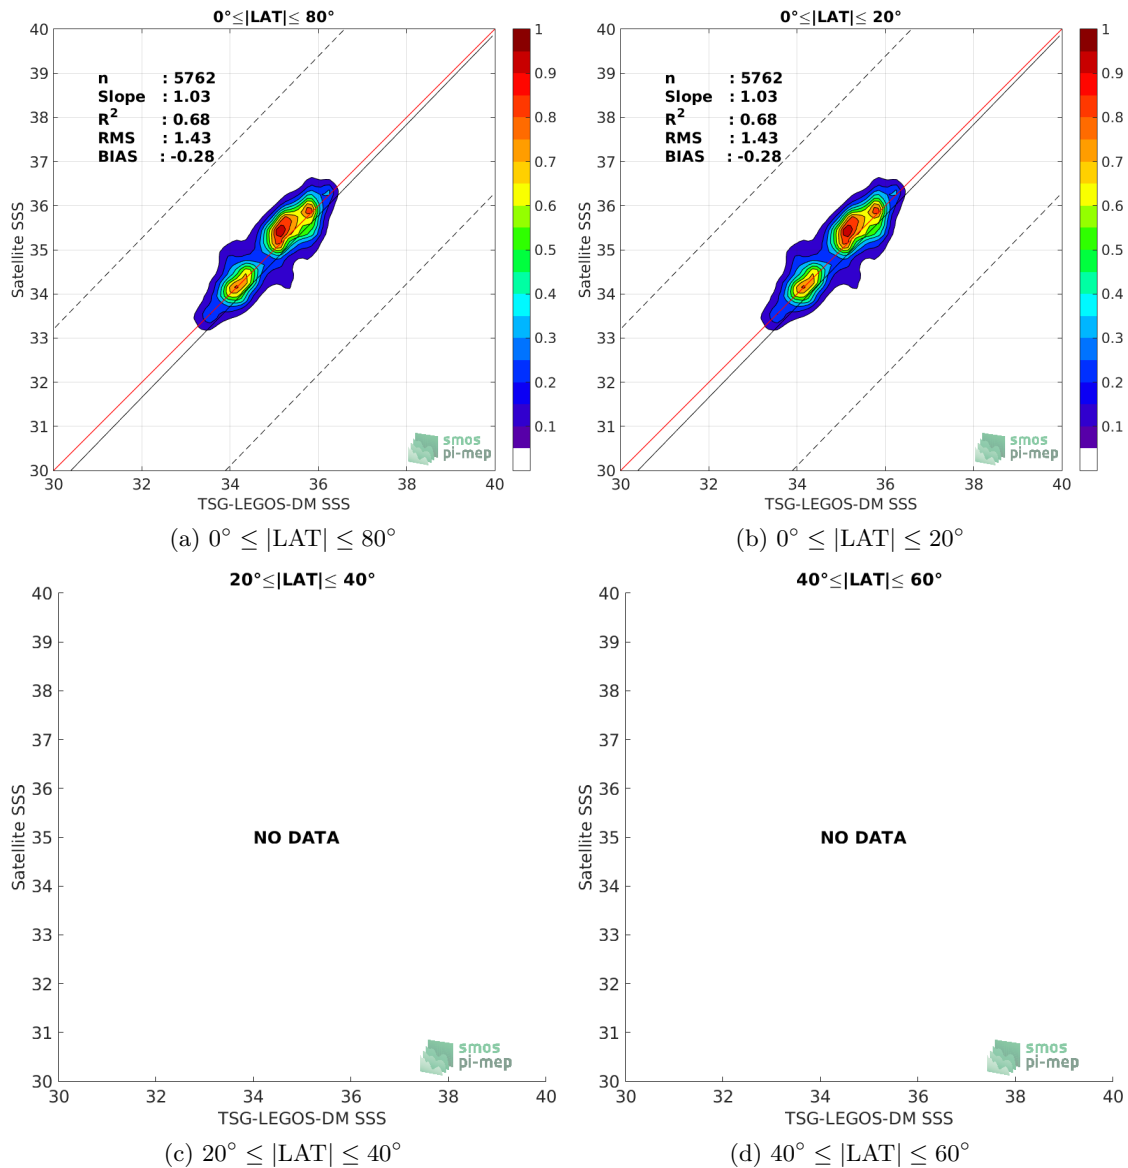 0°≤|LAT|≤ 80°
40
39
38
37
36
35
34
33
32
31
30
Satellite SSS
n : 5762
Slope : 1.03
R² : 0.68
RMS : 1.43
BIAS : -0.28
smos
pi-mep
30 32 34 36 38 40
TSG-LEGOS-DM SSS
1
0.9
0.8
0.7
0.6
0.5
0.4
0.3
0.2
0.1
(a) 0° ≤ |LAT| ≤ 80°
0°≤|LAT|≤ 20°
40
39
38
37
36
35
34
33
32
31
30
Satellite SSS
n : 5762
Slope : 1.03
R² : 0.68
RMS : 1.43
BIAS : -0.28
smos
pi-mep
30 32 34 36 38 40
TSG-LEGOS-DM SSS
1
0.9
0.8
0.7
0.6
0.5
0.4
0.3
0.2
0.1
(b) 0° ≤ |LAT| ≤ 20°
20°≤|LAT|≤ 40°
40
39
38
37
36
35
34
33
32
31
30
Satellite SSS
NO DATA
smos
pi-mep
30 32 34 36 38 40
TSG-LEGOS-DM SSS
(c) 20° ≤ |LAT| ≤ 40°
40°≤|LAT|≤ 60°
40
39
38
37
36
35
34
33
32
31
30
Satellite SSS
NO DATA
smos
pi-mep
30 32 34 36 38 40
TSG-LEGOS-DM SSS
(d) 40° ≤ |LAT| ≤ 60°